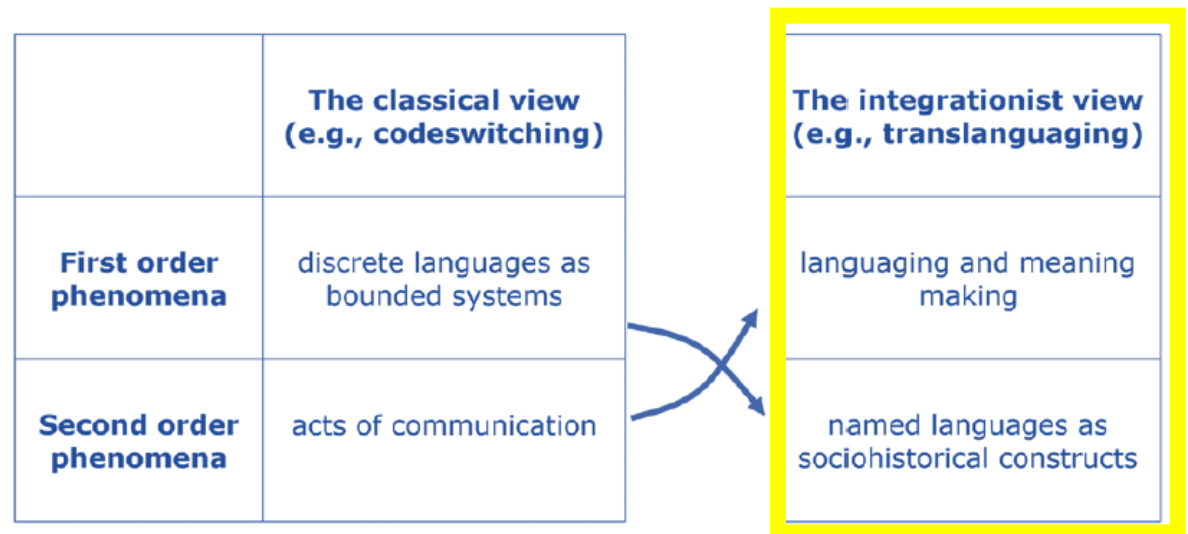 The classical view
(e.g., codeswitching)
The integrationist view
(e.g., translanguaging)
First order
phenomena
discrete languages as
bounded systems
languaging and meaning
making
Second order
phenomena
acts of communication
named languages as
sociohistorical constructs